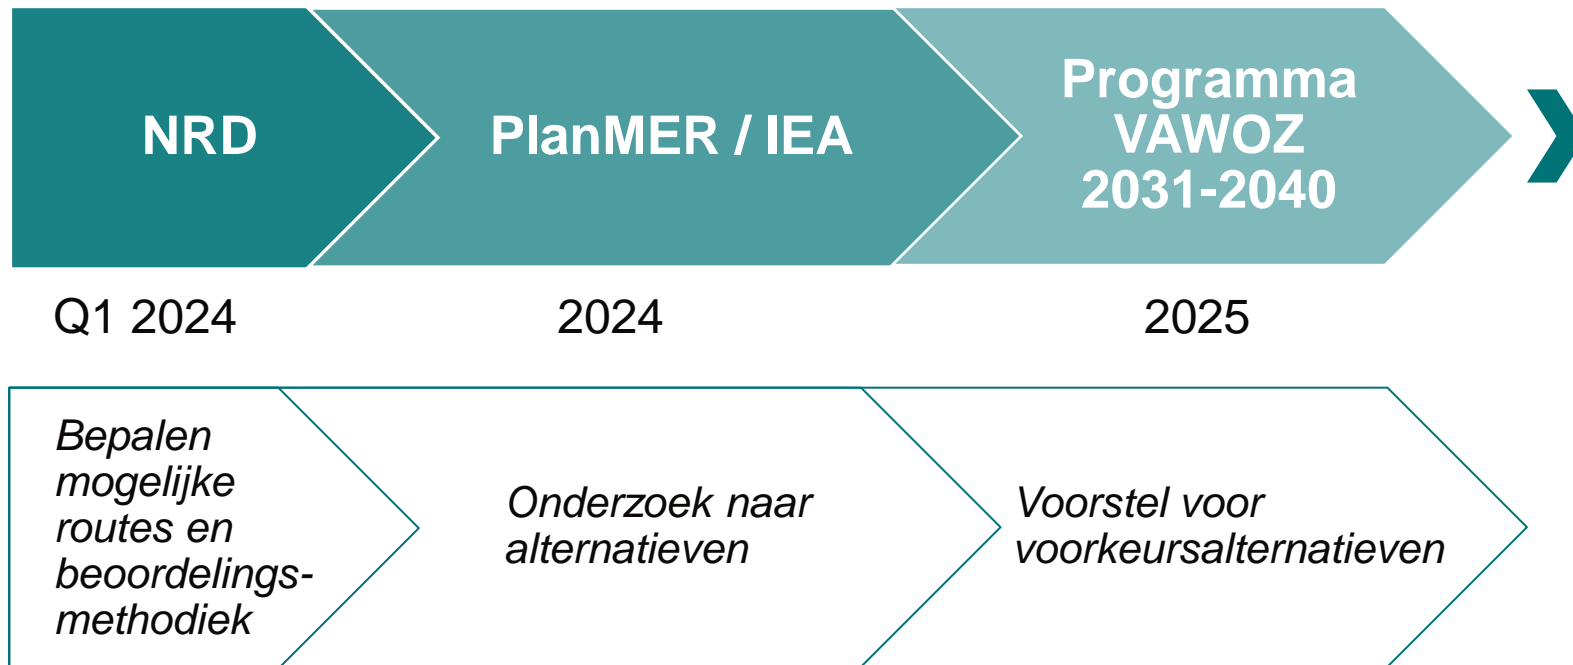 NRD
PlanMER / IEA
Programma
VAWOZ
2031-2040
Q1 2024
2024
2025
Bepalen
mogelijke
routes en
beoordelings-
methodiek
Onderzoek naar
alternatieven
Voorstel voor
voorkeursalternatieven